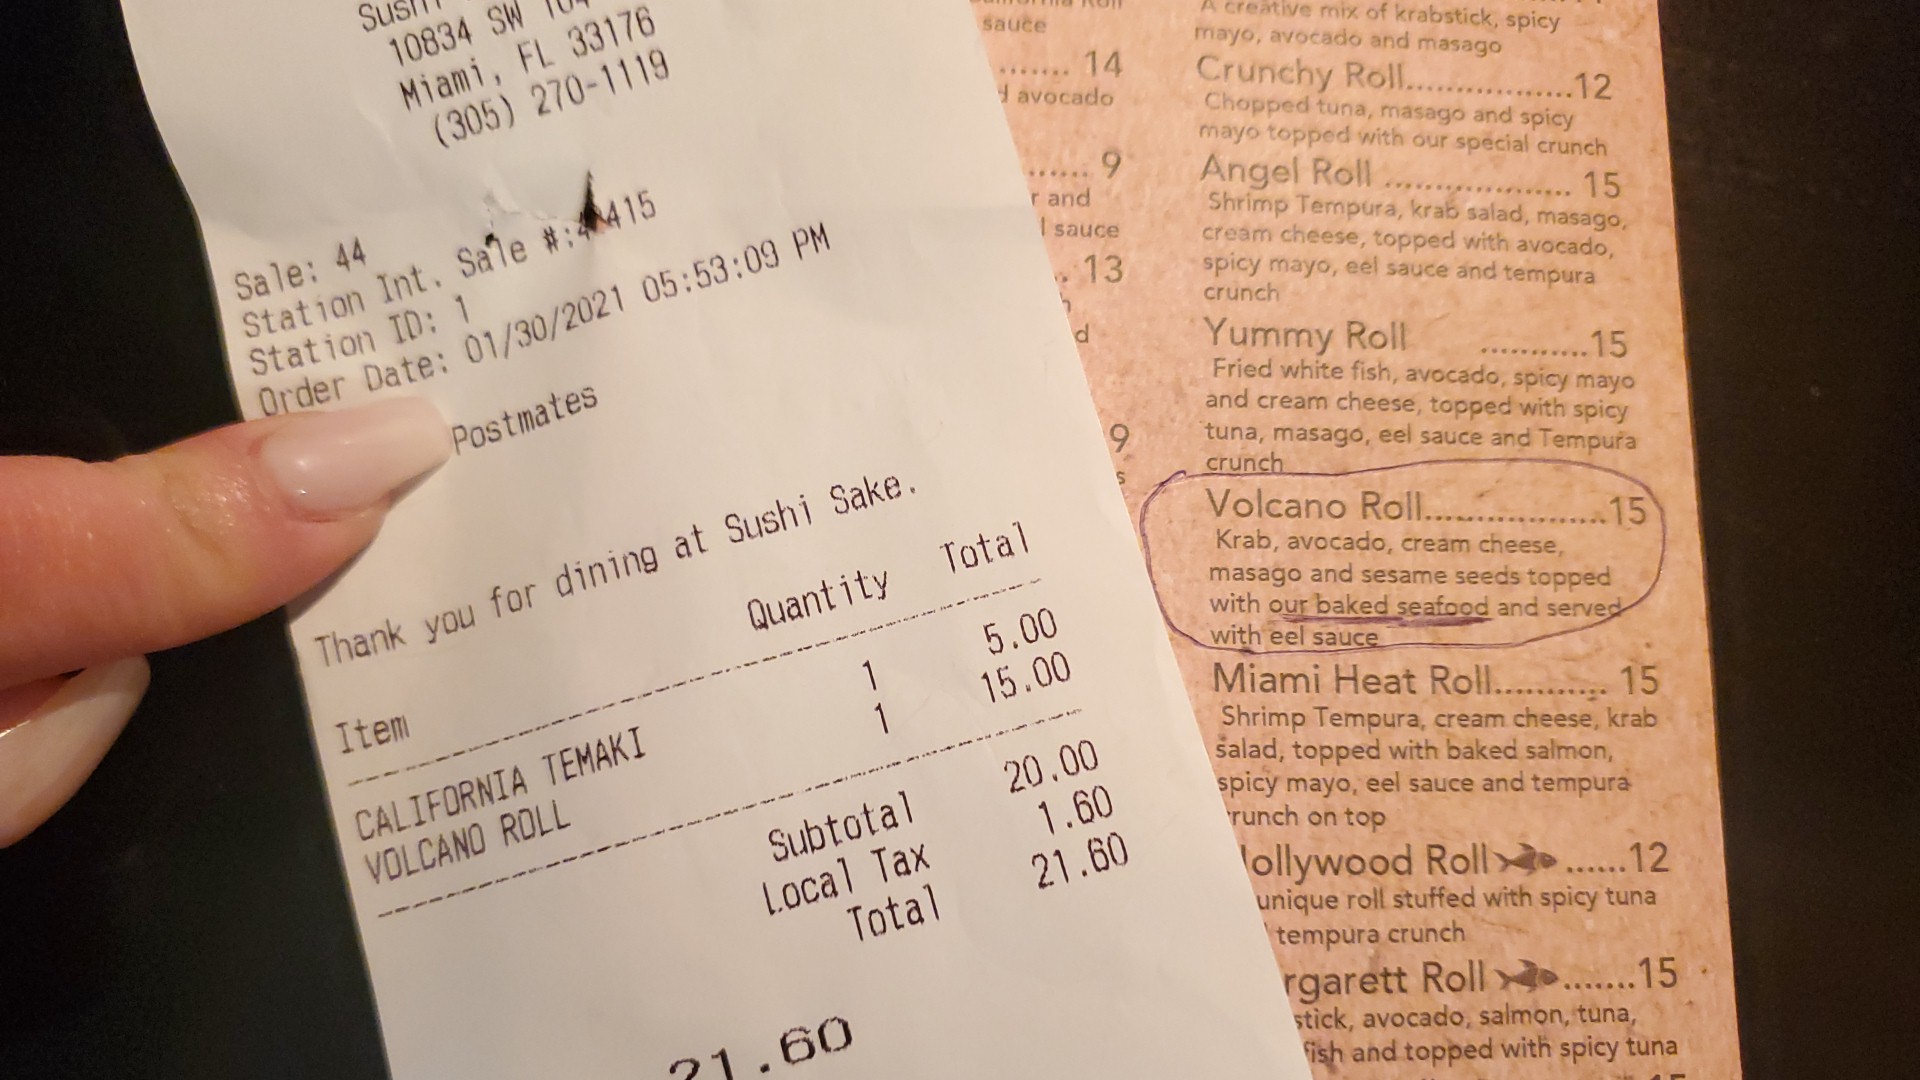 10834 SW
Miami, FL 33176
(305) 270-1119
Sale: 44
Station Int. Sale #: 415
Station ID: 1
Order Date: 01/30/2021 05:53:09 PM
Postmates
Thank you for dining at Sushi Sake.
Item Quantity Total
CALIFORNIA TEMAKI 1 5.00
VOLCANO ROLL 1 15.00
Subtotal 20.00
Local Tax 1.60
Total 21.60
21.60
sauce
........ 14
avocado
...... 9
and
sauce
.. 13
d
9
s
A creative mix of krabstick, spicy
mayo, avocado and masago
Crunchy Roll..................12
Chopped tuna, masago and spicy
mayo topped with our special crunch
Angel Roll .................... 15
Shrimp Tempura, krab salad, masago,
cream cheese, topped with avocado,
spicy mayo, eel sauce and tempura
crunch
Yummy Roll ............15
Fried white fish, avocado, spicy mayo
and cream cheese, topped with spicy
tuna, masago, eel sauce and Tempura
crunch
Volcano Roll....................15
Krab, avocado, cream cheese,
masago and sesame seeds topped
with our baked seafood and served
with eel sauce
Miami Heat Roll............ 15
Shrimp Tempura, cream cheese, krab
salad, topped with baked salmon,
spicy mayo, eel sauce and tempura
runch on top
ollywood Roll ......12
unique roll stuffed with spicy tuna
tempura crunch
rgarett Roll .......15
stick, avocado, salmon, tuna,
fish and topped with spicy tuna